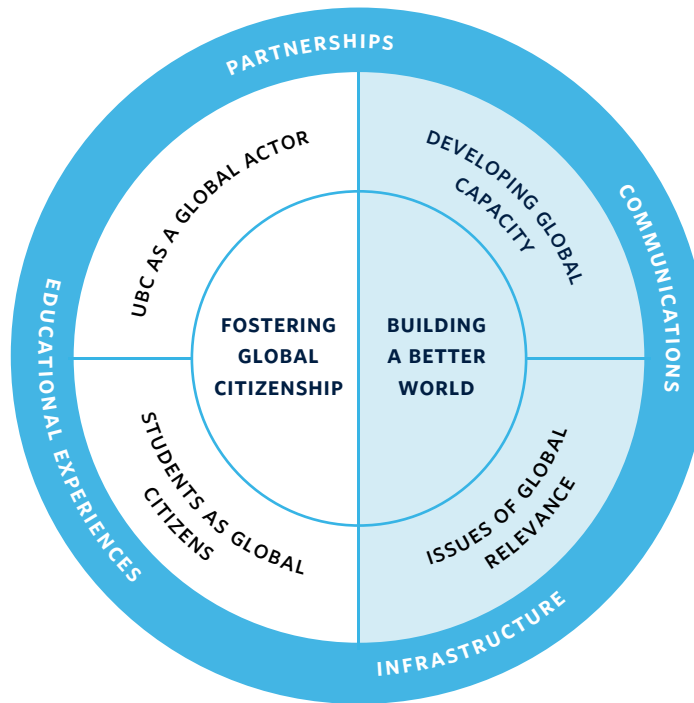 PARTNERSHIPS
UBC AS A GLOBAL ACTOR
DEVELOPING GLOBAL
CAPACITY
COMMUNICATIONS
EDUCATIONAL EXPERIENCES
FOSTERING
GLOBAL
CITIZENSHIP
BUILDING
A BETTER
WORLD
STUDENTS AS GLOBAL
CITIZENS
ISSUES OF GLOBAL
RELEVANCE
INFRASTRUCTURE